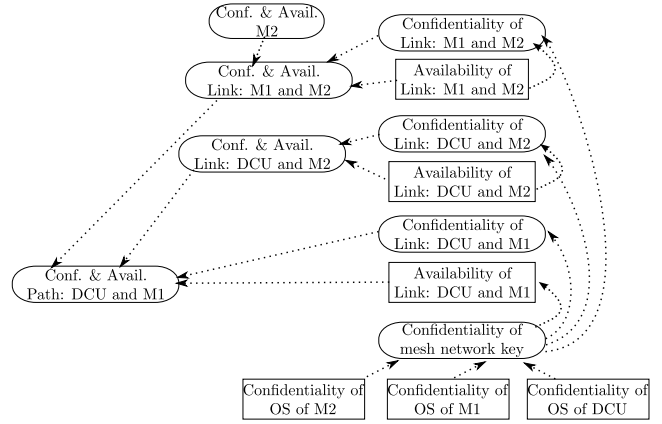 Conf. & Avail.
M2
Confidentiality of
Link: M1 and M2
Conf. & Avail.
Link: M1 and M2
Availability of
Link: M1 and M2
Confidentiality of
Link: DCU and M2
Conf. & Avail.
Link: DCU and M2
Availability of
Link: DCU and M2
Confidentiality of
Link: DCU and M1
Conf. & Avail.
Path: DCU and M1
Availability of
Link: DCU and M1
Confidentiality of
mesh network key
Confidentiality of
OS of M2
Confidentiality of
OS of M1
Confidentiality of
OS of DCU